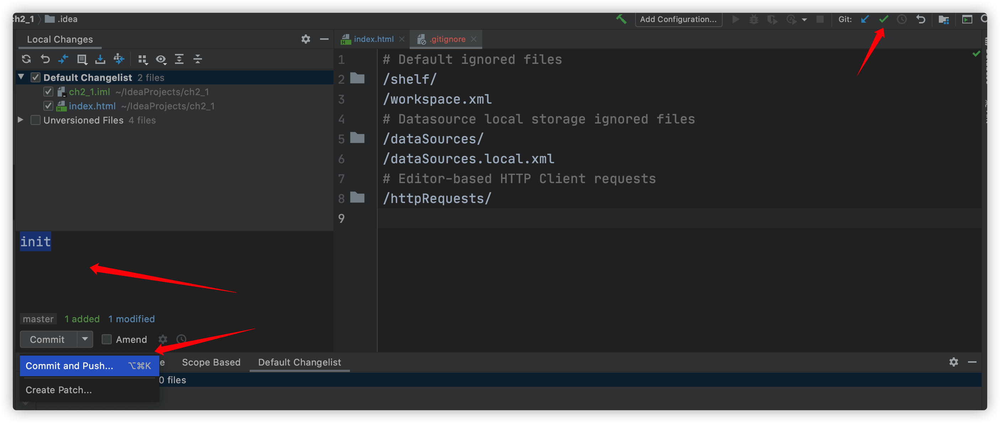 ch2_1 .idea
Add Configuration...
Git:
Local Changes
index.html
.gitignore
Default Changelist 2 files
ch2_1.iml ~/IdeaProjects/ch2_1
index.html ~/IdeaProjects/ch2_1
Unversioned Files 4 files
1 # Default ignored files
2 /shelf/
3 /workspace.xml
4 # Datasource local storage ignored files
5 /dataSources/
6 /dataSources.local.xml
7 # Editor-based HTTP Client requests
8 /httpRequests/
9
init
master 1 added 1 modified
Commit Amend
Commit and Push... ⌥⌘K
Create Patch...
e Scope Based Default Changelist
0 files